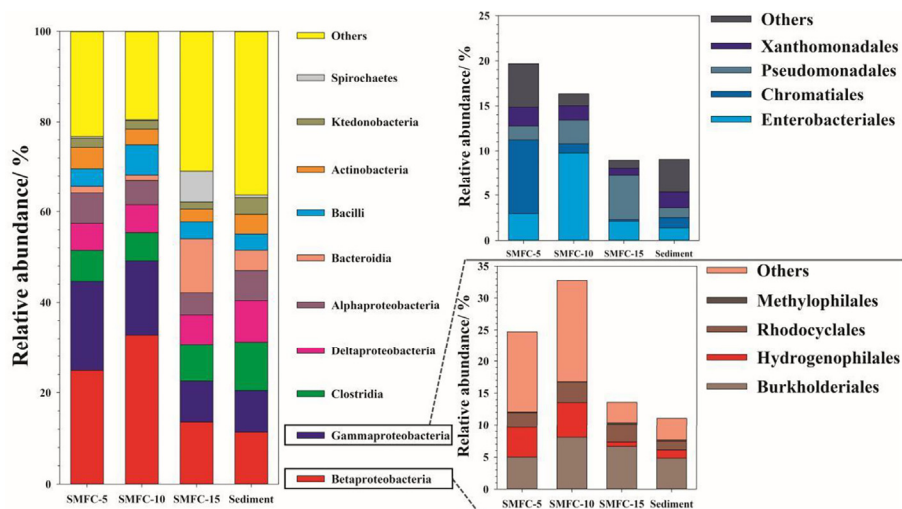 Relative abundance/ %
100
80
60
40
20
0
SMFC-5
SMFC-10
SMFC-15
Sediment
Others
Spirochaetes
Ktedonobacteria
Actinobacteria
Bacilli
Bacteroidia
Alphaproteobacteria
Deltaproteobacteria
Clostridia
Gammaproteobacteria
Betaproteobacteria
Relative abundance/ %
25
20
15
10
5
0
SMFC-5
SMFC-10
SMFC-15
Sediment
Others
Xanthomonadales
Pseudomonadales
Chromatiales
Enterobacteriales
Relative abundance/ %
35
30
25
20
15
10
5
0
SMFC-5
SMFC-10
SMFC-15
Sediment
Others
Methylophilales
Rhodocyclales
Hydrogenophilales
Burkholderiales